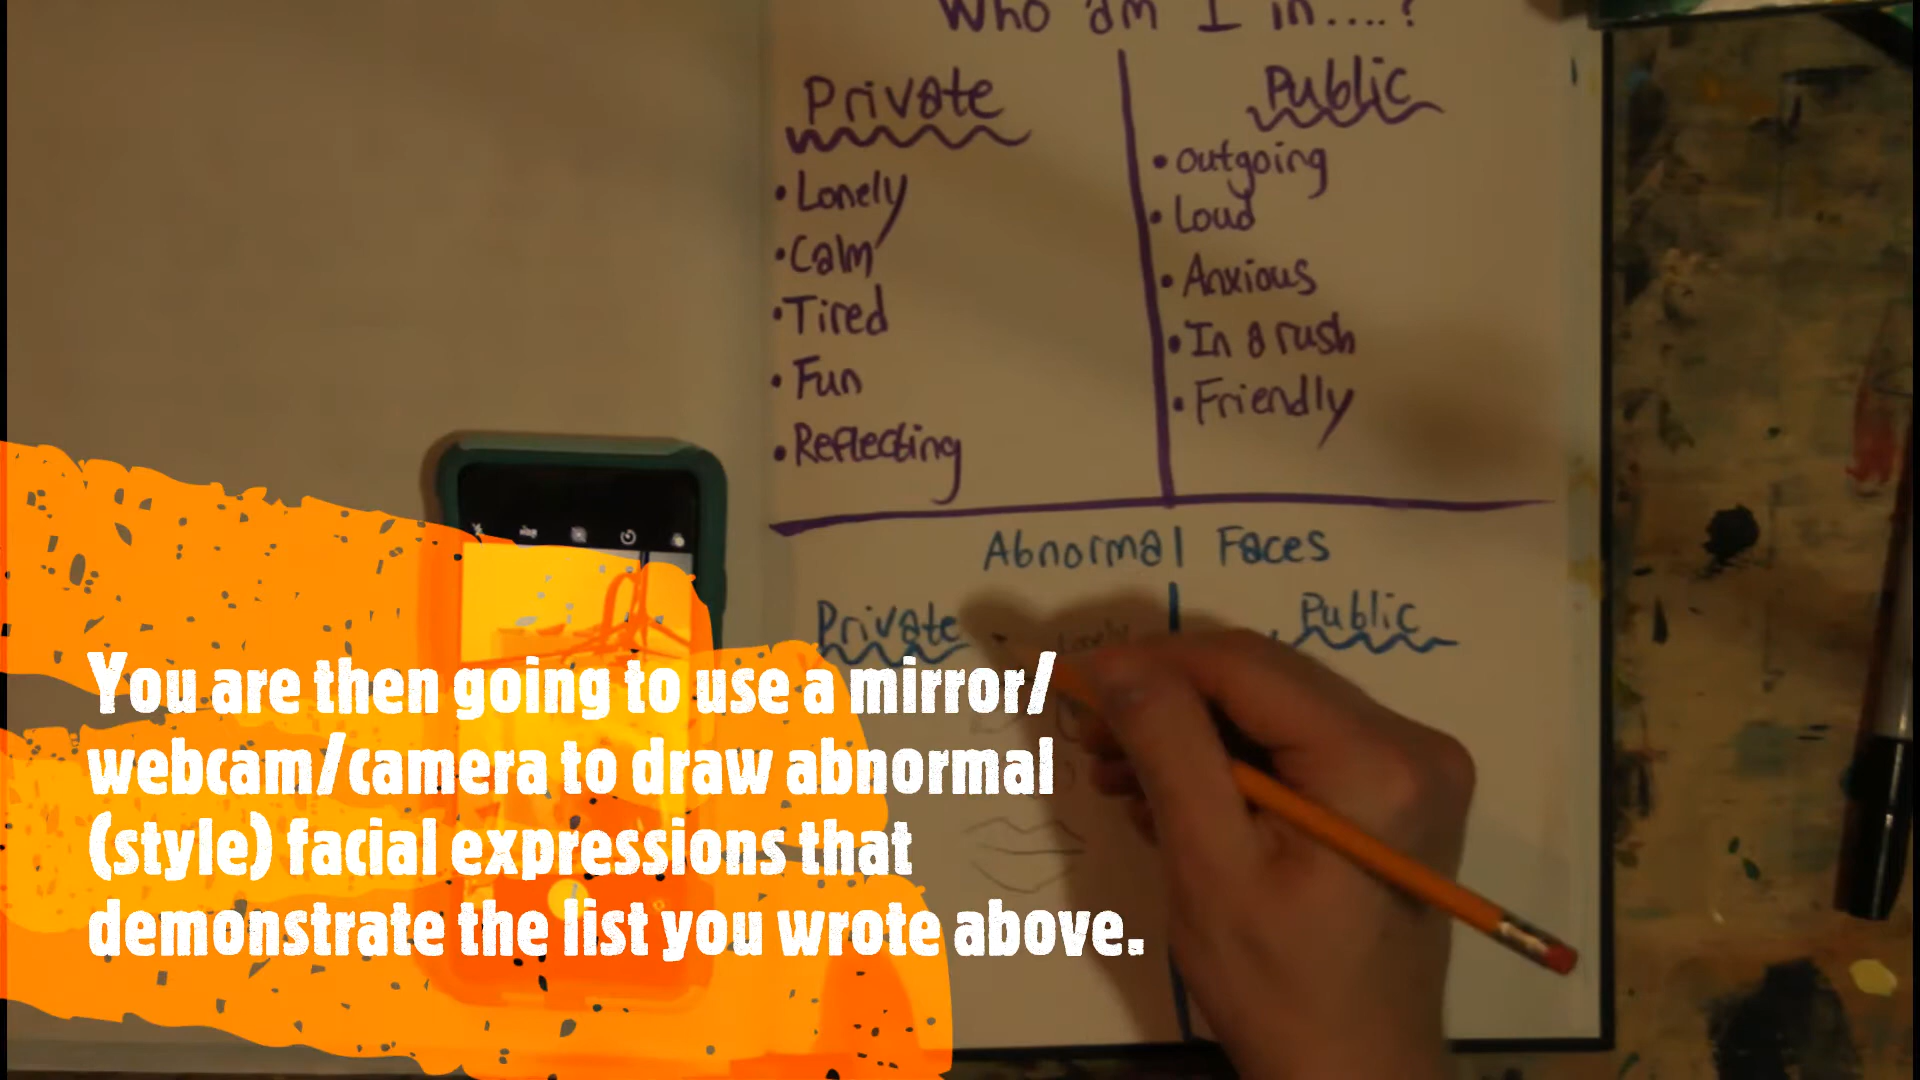 Who am I in....?
Private
Public
• Lonely
• Calm
• Tired
• Fun
• Reflecting
• Outgoing
• Loud
• Anxious
• In a rush
• Friendly
Abnormal Faces
Private
Public
Lonely
You are then going to use a mirror/
webcam/camera to draw abnormal
(style) facial expressions that
demonstrate the list you wrote above.